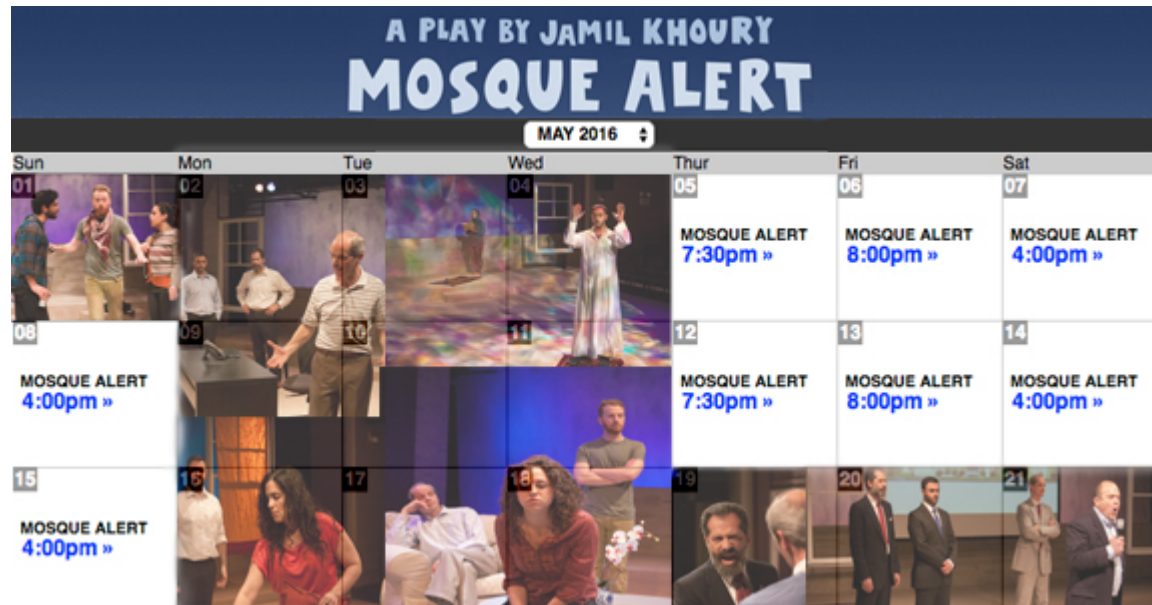 A PLAY BY JAMIL KHOURY
MOSQUE ALERT
MAY 2016
Sun Mon Tue Wed Thur Fri Sat
01 02 03 04 05 06 07
MOSQUE ALERT MOSQUE ALERT MOSQUE ALERT
7:30pm » 8:00pm » 4:00pm »
08 09 10 11 12 13 14
MOSQUE ALERT MOSQUE ALERT MOSQUE ALERT MOSQUE ALERT
4:00pm » 7:30pm » 8:00pm » 4:00pm »
15 16 17 18 19 20 21
MOSQUE ALERT
4:00pm »